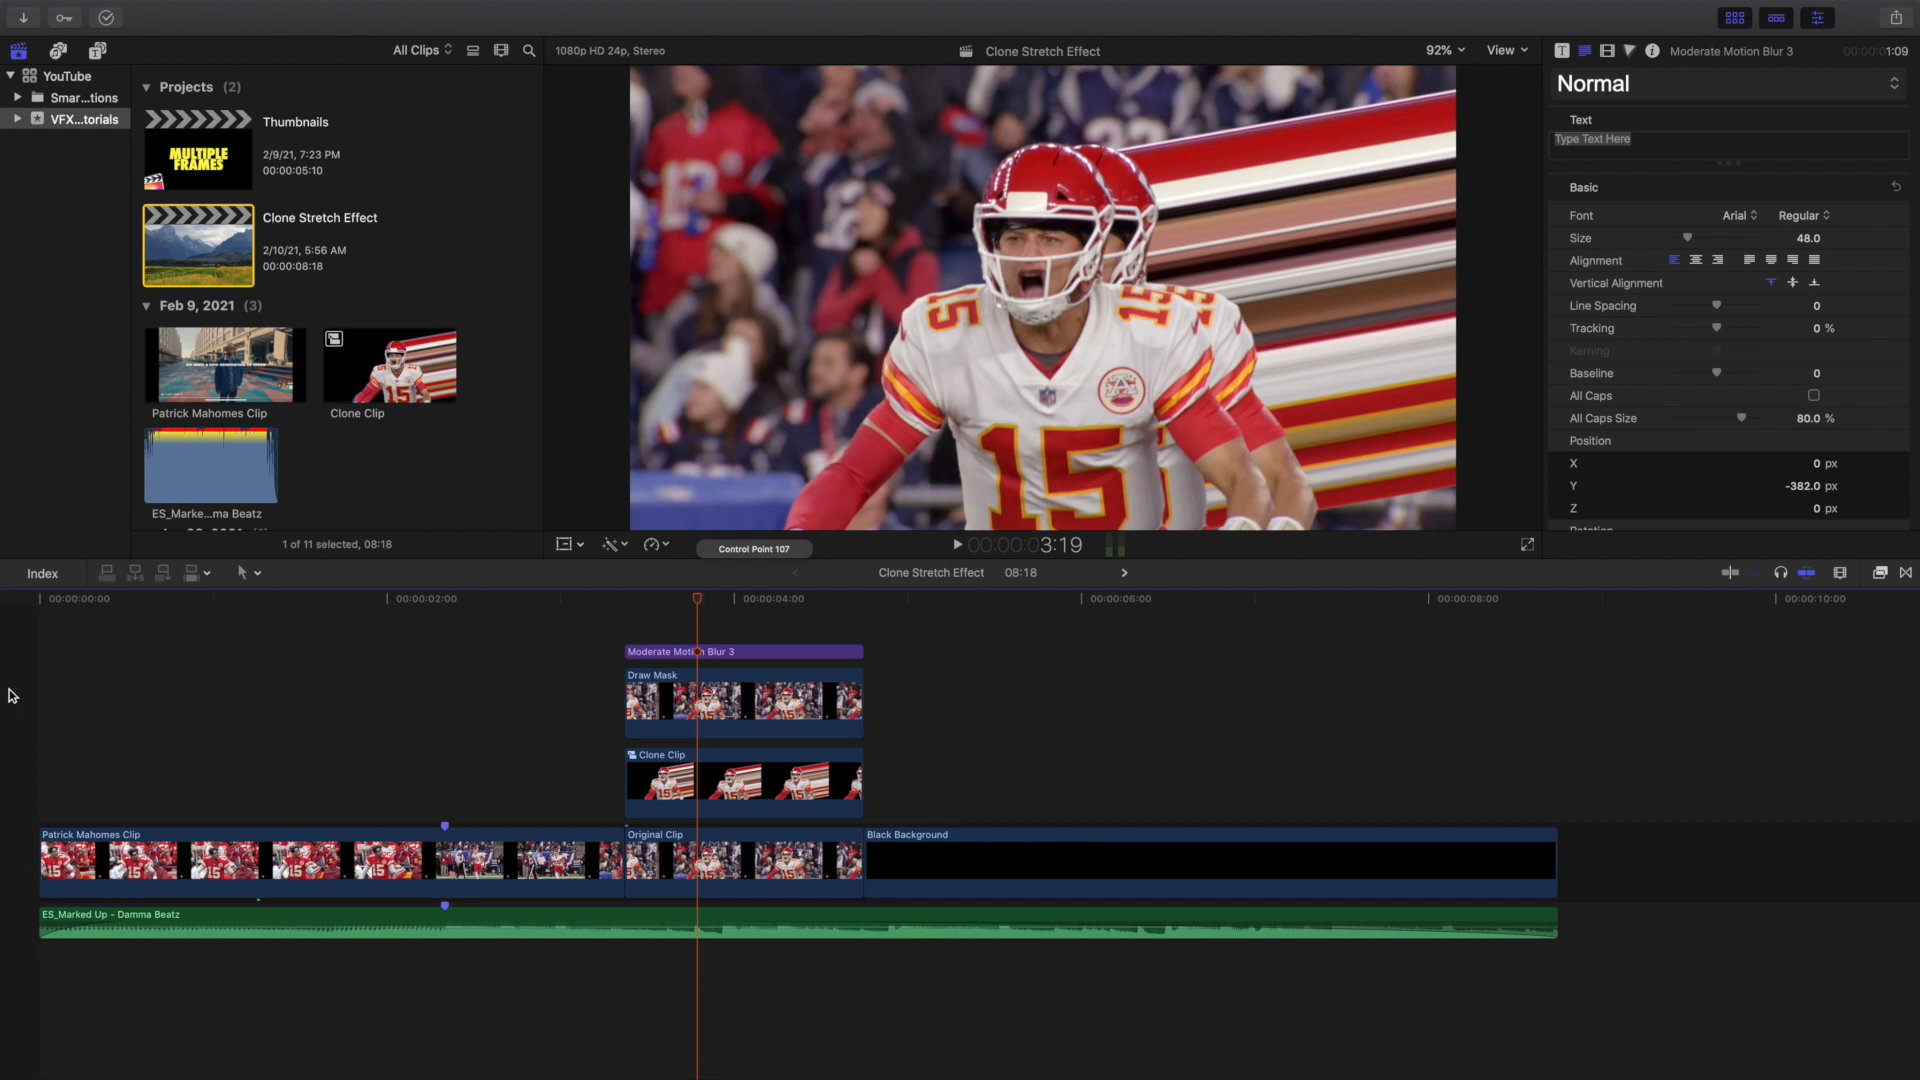 All Clips
1080p HD 24p, Stereo
Clone Stretch Effect
92%
View
Moderate Motion Blur 3
00:00:01:09
YouTube
Smar...tions
VFX...torials
Projects (2)
Thumbnails
MULTIPLE
FRAMES
2/9/21, 7:23 PM
00:00:05:10
Clone Stretch Effect
2/10/21, 5:56 AM
00:00:08:18
Feb 9, 2021 (3)
Patrick Mahomes Clip
Clone Clip
ES_Marke...ma Beatz
1 of 11 selected, 08:18
15
15
15
15
Normal
Text
Type Text Here
Basic
Font
Arial
Regular
Size
48.0
Alignment
Vertical Alignment
Line Spacing
0
Tracking
0 %
Kerning
Baseline
0
All Caps
All Caps Size
80.0 %
Position
X
0 px
Y
-382.0 px
Z
0 px
Control Point 107
00:00:03:19
Index
Clone Stretch Effect
08:18
00:00:00:00
00:00:02:00
00:00:04:00
00:00:06:00
00:00:08:00
00:00:10:00
Moderate Motion Blur 3
Draw Mask
Clone Clip
Patrick Mahomes Clip
Original Clip
Black Background
ES_Marked Up - Damma Beatz